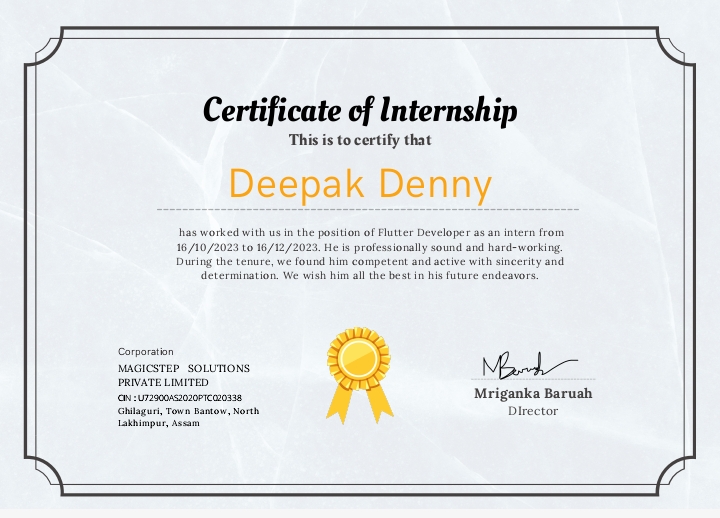 Certificate of Internship
This is to certify that
Deepak Denny
has worked with us in the position of Flutter Developer as an intern from
16/10/2023 to 16/12/2023. He is professionally sound and hard-working.
During the tenure, we found him competent and active with sincerity and
determination. We wish him all the best in his future endeavors.
Corporation
MAGICSTEP SOLUTIONS
PRIVATE LIMITED
CIN : U72900AS2020PTC020338
Ghilaguri, Town Bantow, North
Lakhimpur, Assam
MBaruah
Mriganka Baruah
DIrector